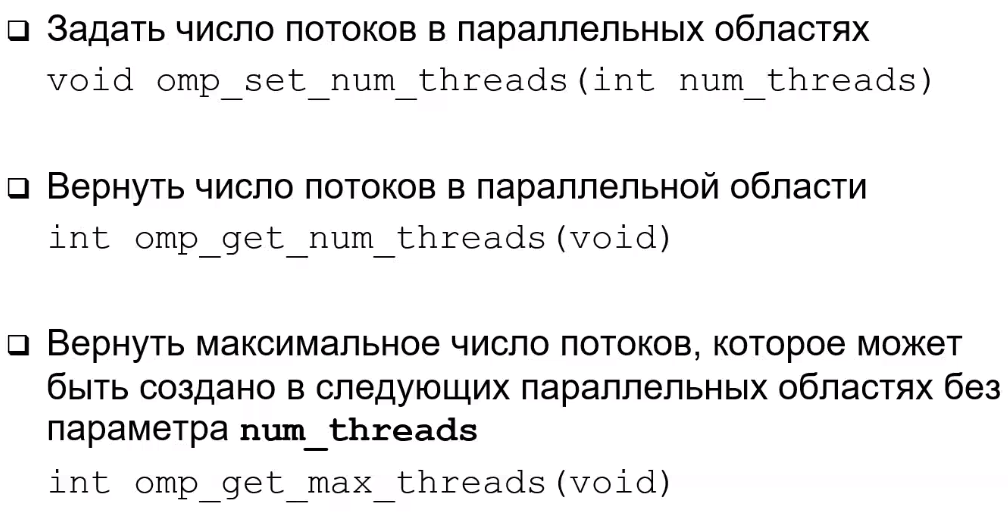 ❑ Задать число потоков в параллельных областях
void omp_set_num_threads(int num_threads)
❑ Вернуть число потоков в параллельной области
int omp_get_num_threads(void)
❑ Вернуть максимальное число потоков, которое может
быть создано в следующих параллельных областях без
параметра num_threads
int omp_get_max_threads(void)